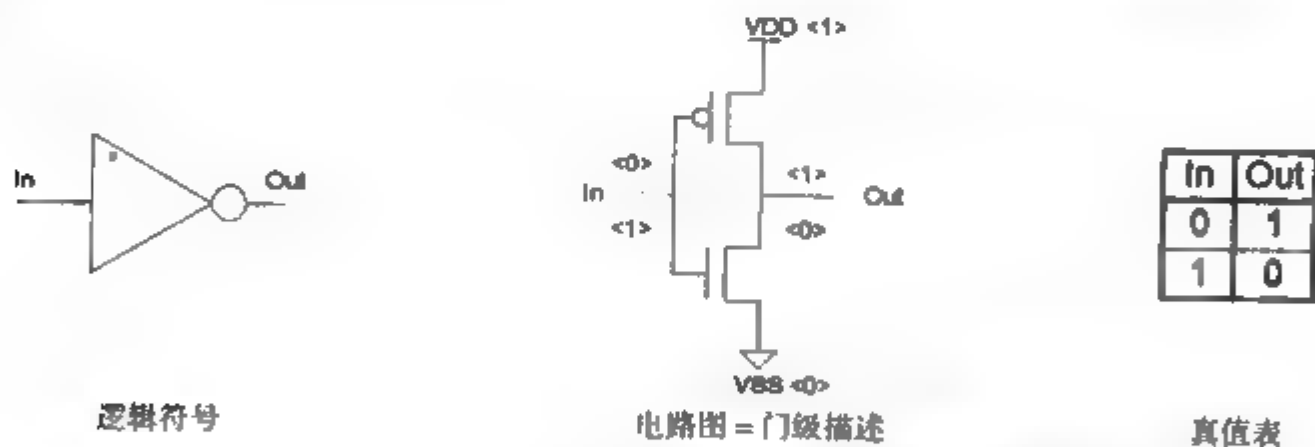 VDD <1>
In
Out
<0>
In
<1>
<1>
Out
<0>
VSS <0>
In Out
0 1
1 0
逻辑符号
电路图 = 门级描述
真值表